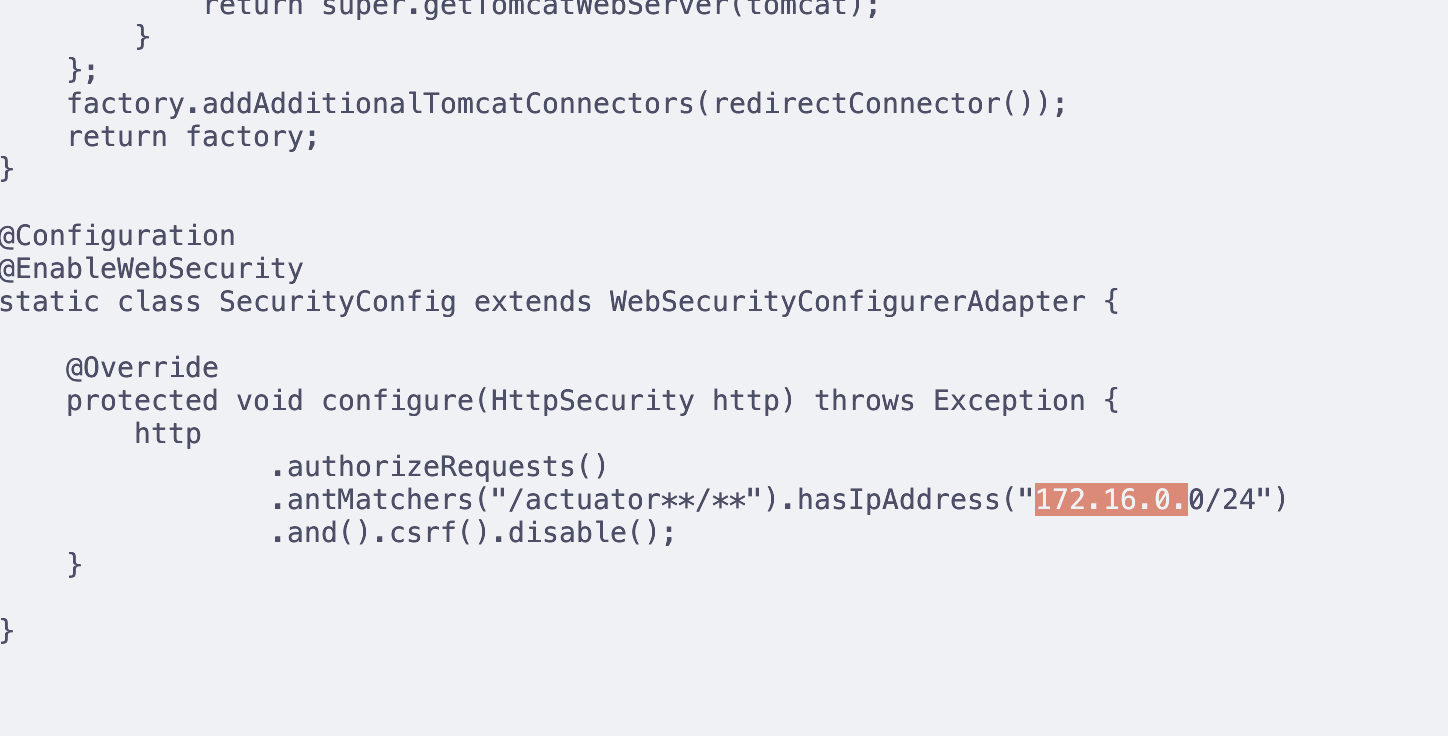 return super.getTomcatWebServer(tomcat);
}
};
factory.addAdditionalTomcatConnectors(redirectConnector());
return factory;
}
@Configuration
@EnableWebSecurity
static class SecurityConfig extends WebSecurityConfigurerAdapter {
@Override
protected void configure(HttpSecurity http) throws Exception {
http
.authorizeRequests()
.antMatchers("/actuator**/**").hasIpAddress("172.16.0.0/24")
.and().csrf().disable();
}
}